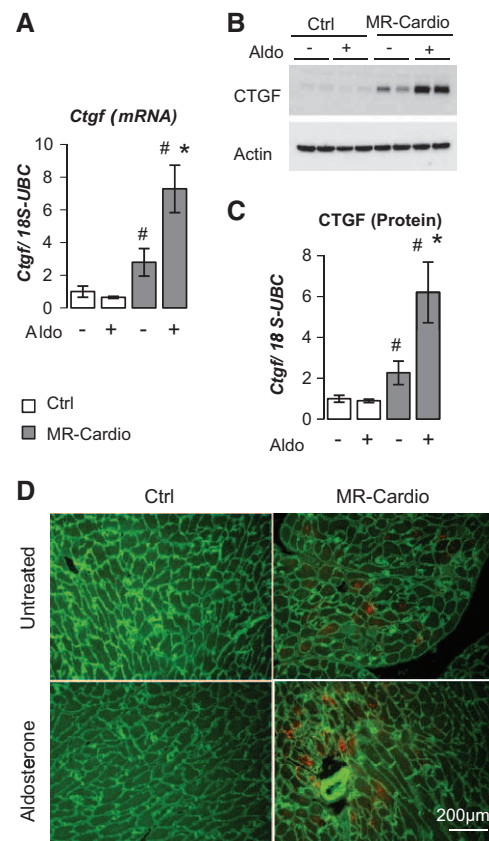 A
Ctgf (mRNA)
Ctgf/ 18S-UBC
10
8
6
4
2
0
#
# *
Aldo - + - +
Ctrl
MR-Cardio
B
Ctrl MR-Cardio
Aldo - + - +
CTGF
Actin
C
CTGF (Protein)
Ctgf/ 18 S-UBC
8
6
4
2
0
#
# *
Aldo - + - +
D
Ctrl MR-Cardio
Untreated
Aldosterone
200µm